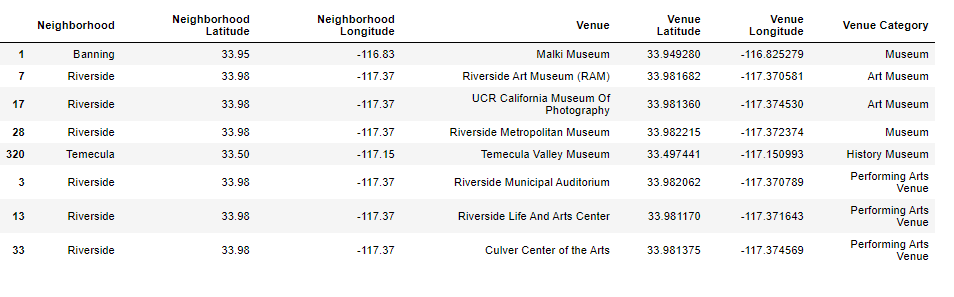 Neighborhood Neighborhood Latitude Neighborhood Longitude Venue Venue Latitude Venue Longitude Venue Category
1 Banning 33.95 -116.83 Malki Museum 33.949280 -116.825279 Museum
7 Riverside 33.98 -117.37 Riverside Art Museum (RAM) 33.981682 -117.370581 Art Museum
17 Riverside 33.98 -117.37 UCR California Museum Of Photography 33.981360 -117.374530 Art Museum
28 Riverside 33.98 -117.37 Riverside Metropolitan Museum 33.982215 -117.372374 Museum
320 Temecula 33.50 -117.15 Temecula Valley Museum 33.497441 -117.150993 History Museum
3 Riverside 33.98 -117.37 Riverside Municipal Auditorium 33.982062 -117.370789 Performing Arts Venue
13 Riverside 33.98 -117.37 Riverside Life And Arts Center 33.981170 -117.371643 Performing Arts Venue
33 Riverside 33.98 -117.37 Culver Center of the Arts 33.981375 -117.374569 Performing Arts Venue